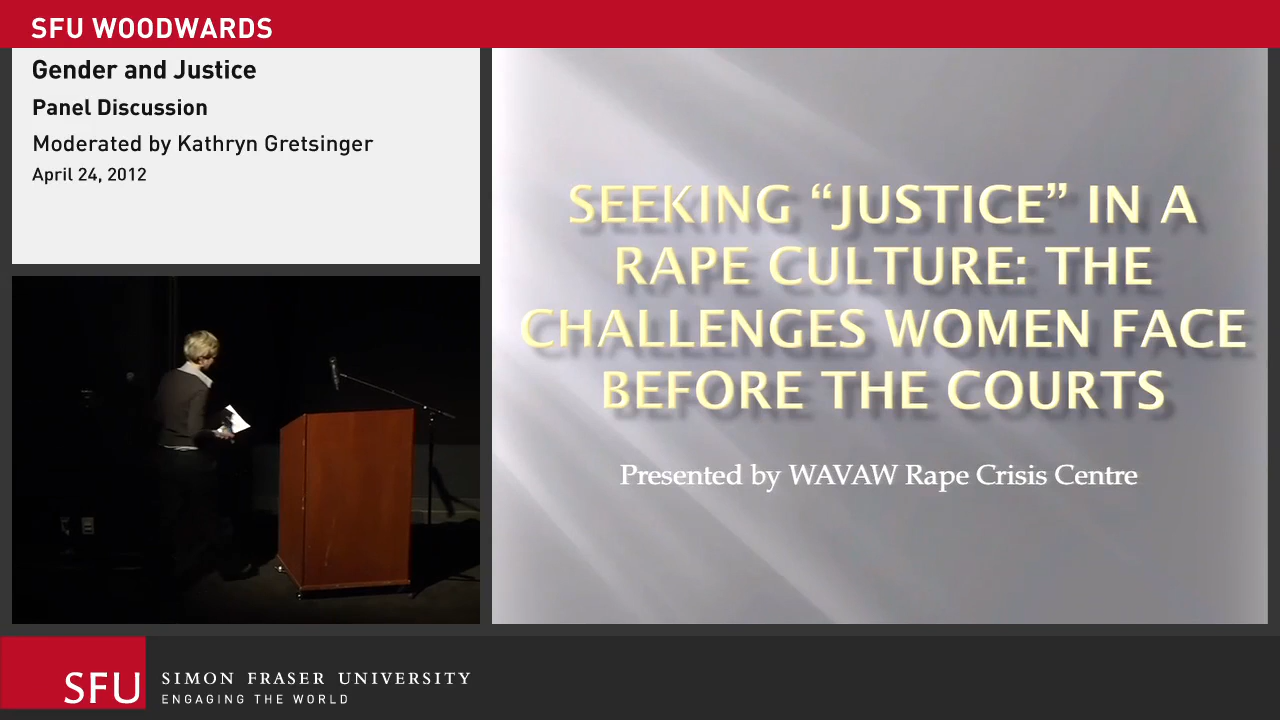 SFU WOODWARDS
Gender and Justice
Panel Discussion
Moderated by Kathryn Gretsinger
April 24, 2012
SEEKING “JUSTICE” IN A
RAPE CULTURE: THE
CHALLENGES WOMEN FACE
BEFORE THE COURTS
Presented by WAVAW Rape Crisis Centre
SFU
SIMON FRASER UNIVERSITY
ENGAGING THE WORLD